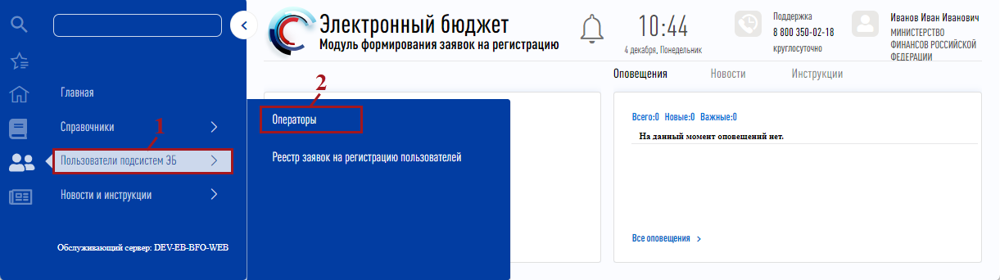 Электронный бюджет
Модуль формирования заявок на регистрацию
10:44
4 декабря, Понедельник
Поддержка
8 800 350-02-18
круглосуточно
Иванов Иван Иванович
МИНИСТЕРСТВО
ФИНАНСОВ РОССИЙСКОЙ
ФЕДЕРАЦИИ
Главная
Справочники
1
Пользователи подсистем ЭБ
Новости и инструкции
Обслуживающий сервер: DEV-EB-BFO-WEB
2
Операторы
Реестр заявок на регистрацию пользователей
Оповещения
Новости
Инструкции
Всего:0 Новые:0 Важные:0
На данный момент оповещений нет.
Все оповещения